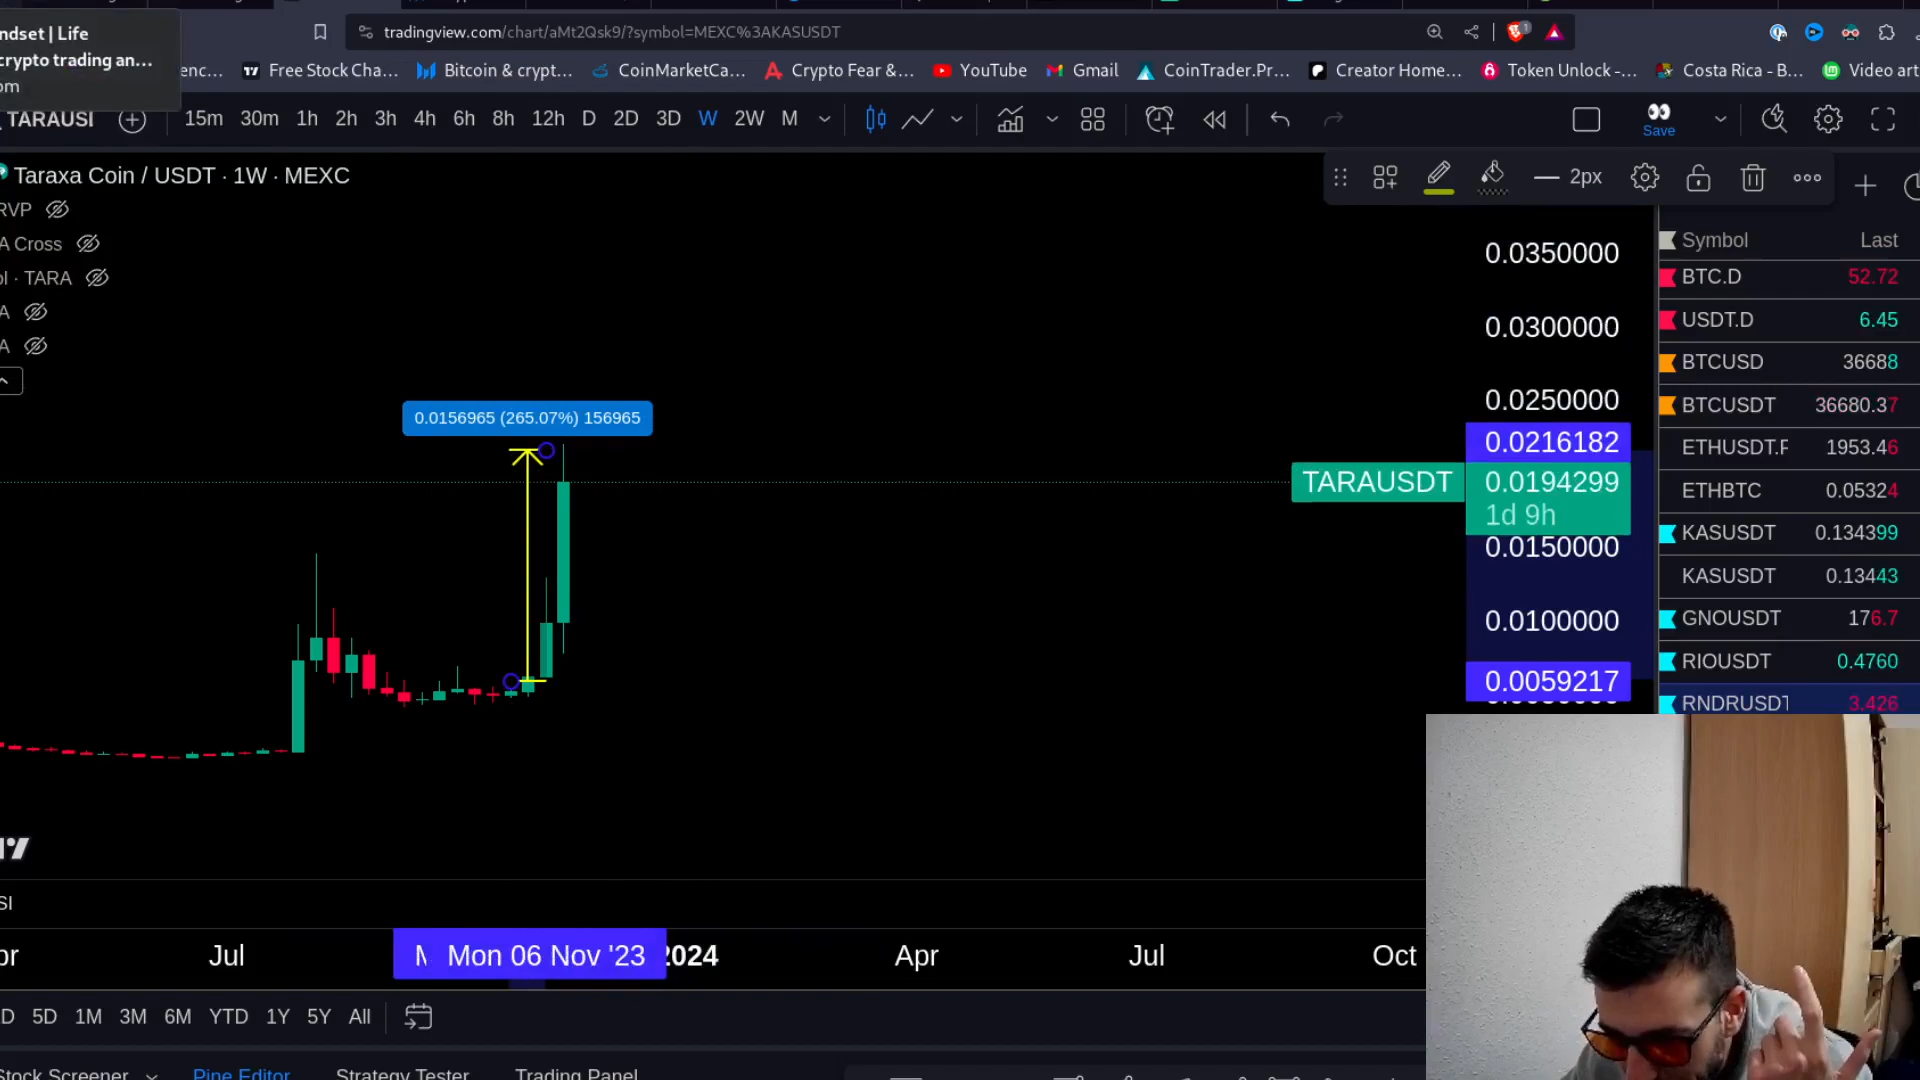 ndset | Life
crypto trading an...
om
tradingview.com/chart/aMt2Qsk9/?symbol=MEXC%3AKASUSDT
1
enc... Free Stock Cha... Bitcoin & crypt... CoinMarketCa... Crypto Fear &... YouTube Gmail CoinTrader.Pr... Creator Home... Token Unlock -... Costa Rica - B... Video art
TARAUSI 15m 30m 1h 2h 3h 4h 6h 8h 12h D 2D 3D W 2W M Save
Taraxa Coin / USDT · 1W · MEXC
2px
RVP
A Cross
ol · TARA
A
A
Symbol Last
BTC.D 52.72
USDT.D 6.45
BTCUSD 36688
BTCUSDT 36680.37
ETHUSDT.F 1953.46
ETHBTC 0.05324
KASUSDT 0.134399
KASUSDT 0.13443
GNOUSDT 176.7
RIOUSDT 0.4760
RNDRUSDT 3.426
0.0350000
0.0300000
0.0250000
0.0216182
TARAUSDT 0.0194299
1d 9h
0.0150000
0.0100000
0.0059217
0.0156965 (265.07%) 156965
SI
or Jul Mon 06 Nov '23 2024 Apr Jul Oct
D 5D 1M 3M 6M YTD 1Y 5Y All
Stock Screener Pine Editor Strategy Tester Trading Panel